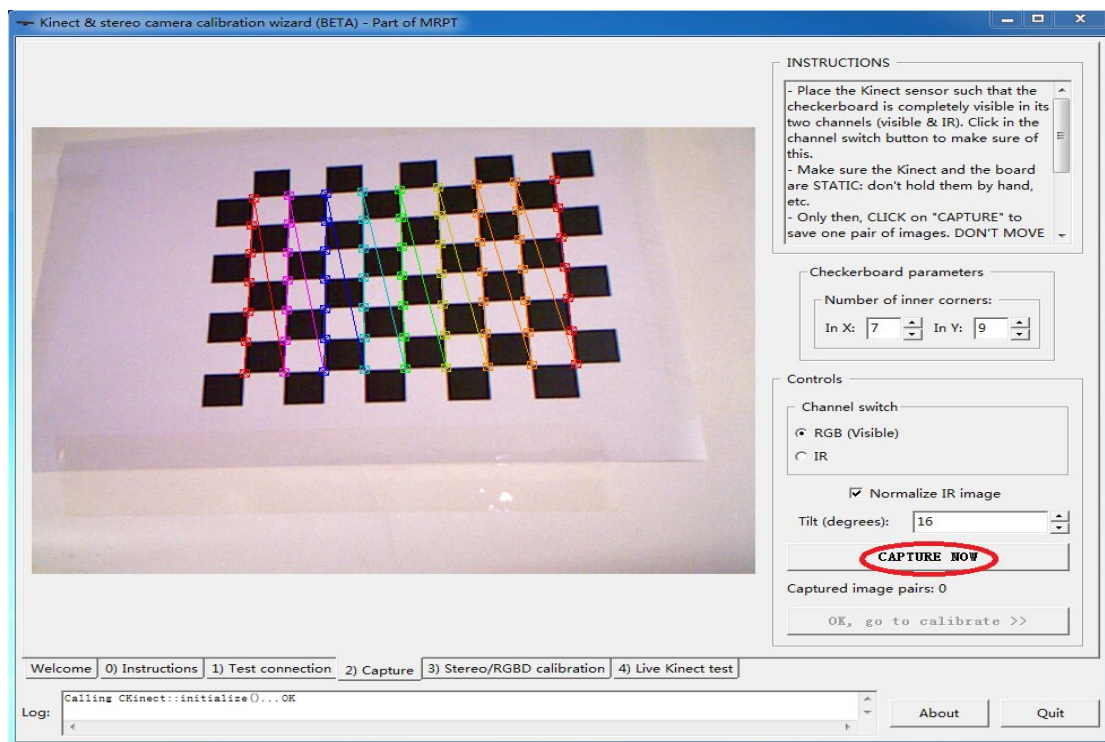 Kinect & stereo camera calibration wizard (BETA) - Part of MRPT
INSTRUCTIONS
- Place the Kinect sensor such that the
checkerboard is completely visible in its
two channels (visible & IR). Click in the
channel switch button to make sure of
this.
- Make sure the Kinect and the board
are STATIC: don't hold them by hand,
etc.
- Only then, CLICK on "CAPTURE" to
save one pair of images. DON'T MOVE
Checkerboard parameters
Number of inner corners:
In X: 7 In Y: 9
Controls
Channel switch
RGB (Visible)
IR
Normalize IR image
Tilt (degrees): 16
CAPTURE NOW
Captured image pairs: 0
OK, go to calibrate >>
Welcome 0) Instructions 1) Test connection 2) Capture 3) Stereo/RGBD calibration 4) Live Kinect test
Log: Calling CKinect::initialize()...OK
About Quit